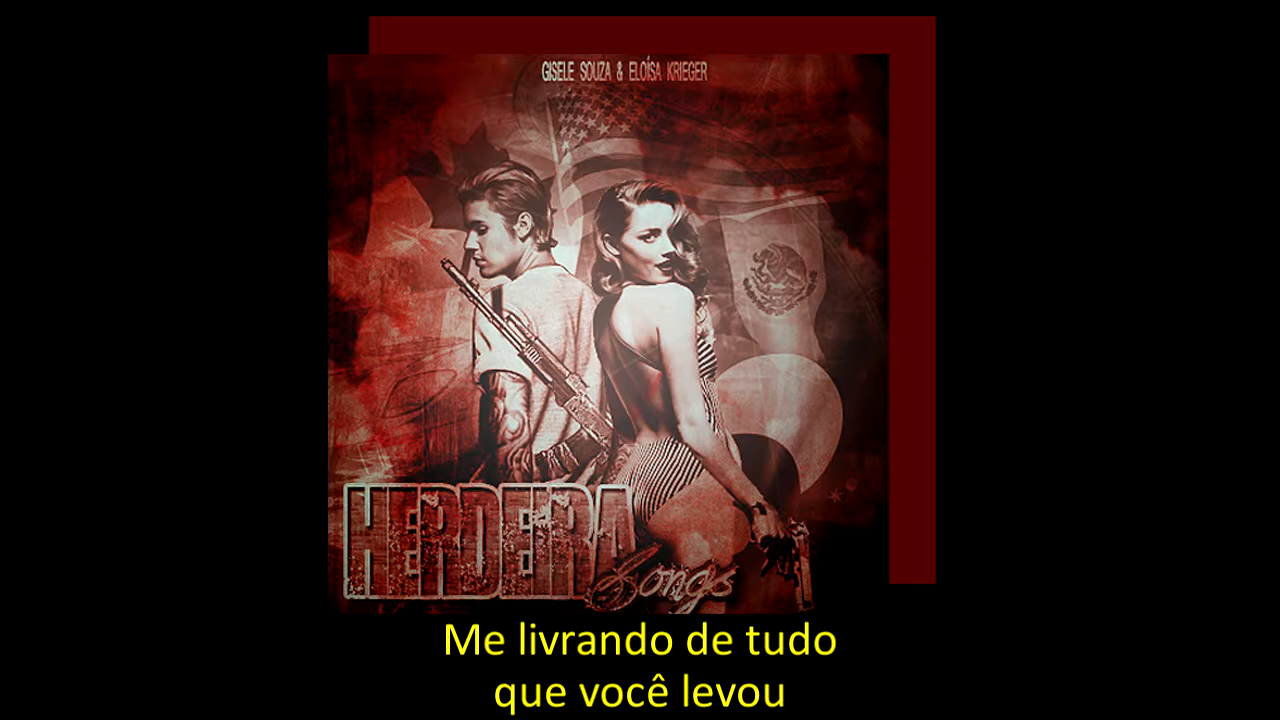 GISELE SOUZA & ELOÍSA KRIEGER
HERDEIRA
Songs
Me livrando de tudo
que você levou